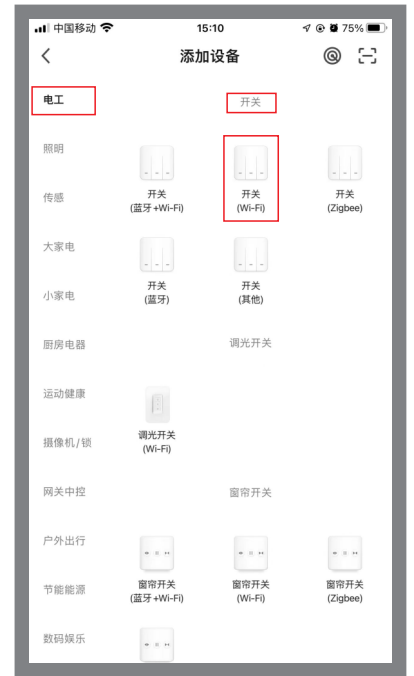 中国移动 15:10 75%
添加设备
电工
照明
传感
大家电
小家电
厨房电器
运动健康
摄像机/锁
网关中控
户外出行
节能能源
数码娱乐
开关
开关
(蓝牙+Wi-Fi)
开关
(Wi-Fi)
开关
(Zigbee)
开关
(蓝牙)
开关
(其他)
调光开关
调光开关
(Wi-Fi)
窗帘开关
窗帘开关
(蓝牙+Wi-Fi)
窗帘开关
(Wi-Fi)
窗帘开关
(Zigbee)